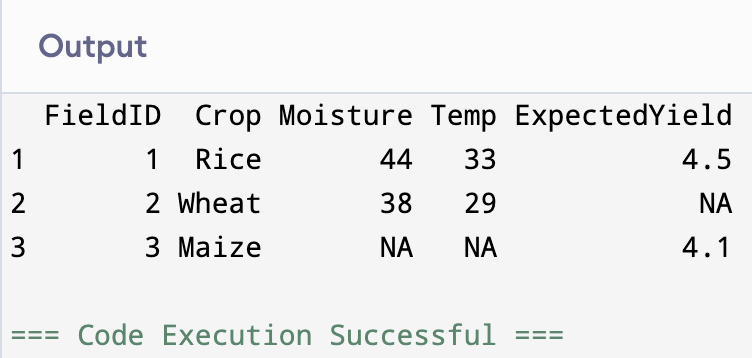 Output
  FieldID  Crop Moisture Temp ExpectedYield
1       1  Rice       44   33           4.5
2       2 Wheat       38   29            NA
3       3 Maize       NA   NA           4.1
=== Code Execution Successful ===